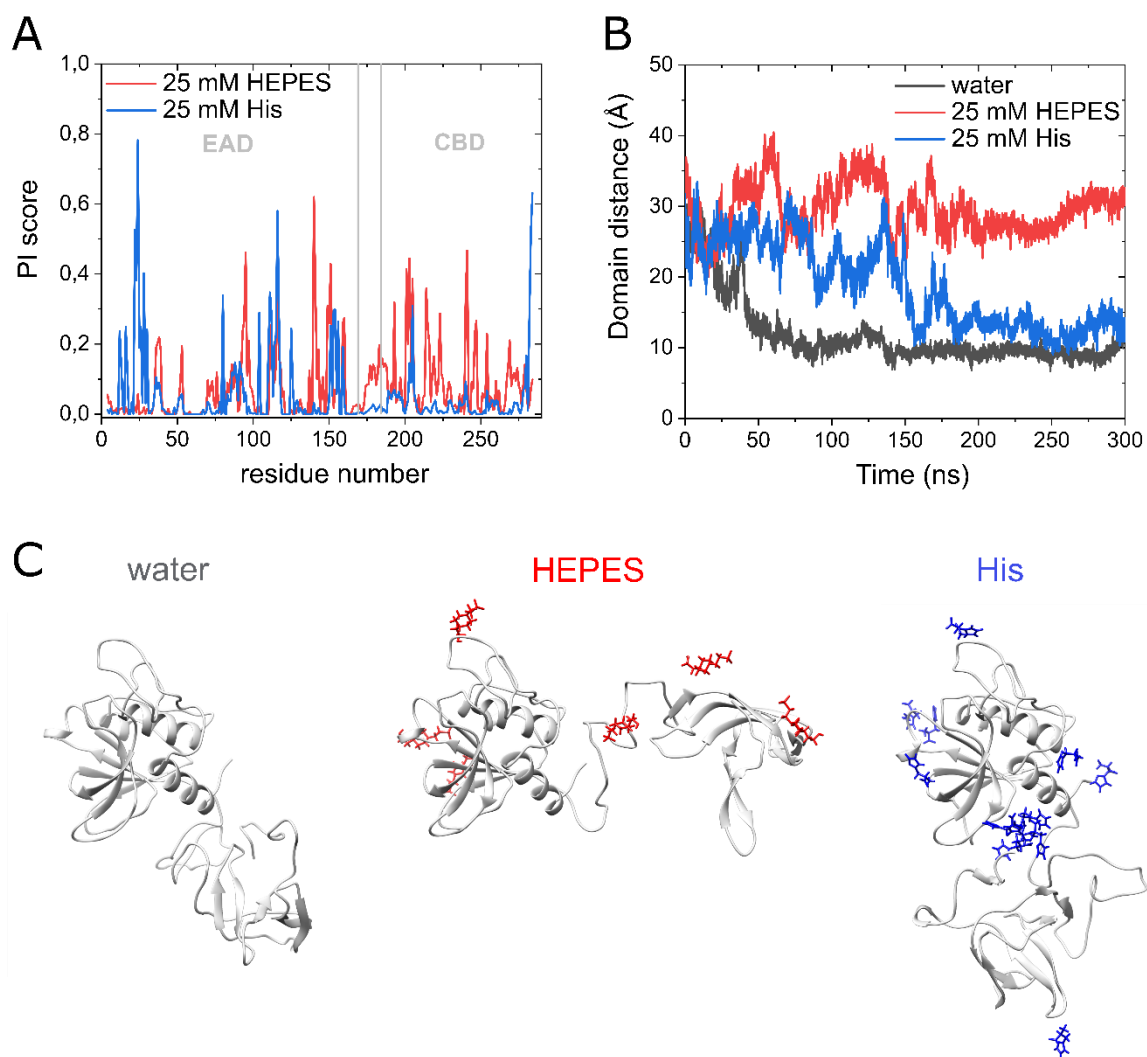 A
PI score
1,0
0,8
0,6
0,4
0,2
0,0
25 mM HEPES
25 mM His
EAD
CBD
0
50
100
150
200
250
residue number
B
Domain distance (Å)
50
40
30
20
10
0
water
25 mM HEPES
25 mM His
0
50
100
150
200
250
300
Time (ns)
C
water
HEPES
His